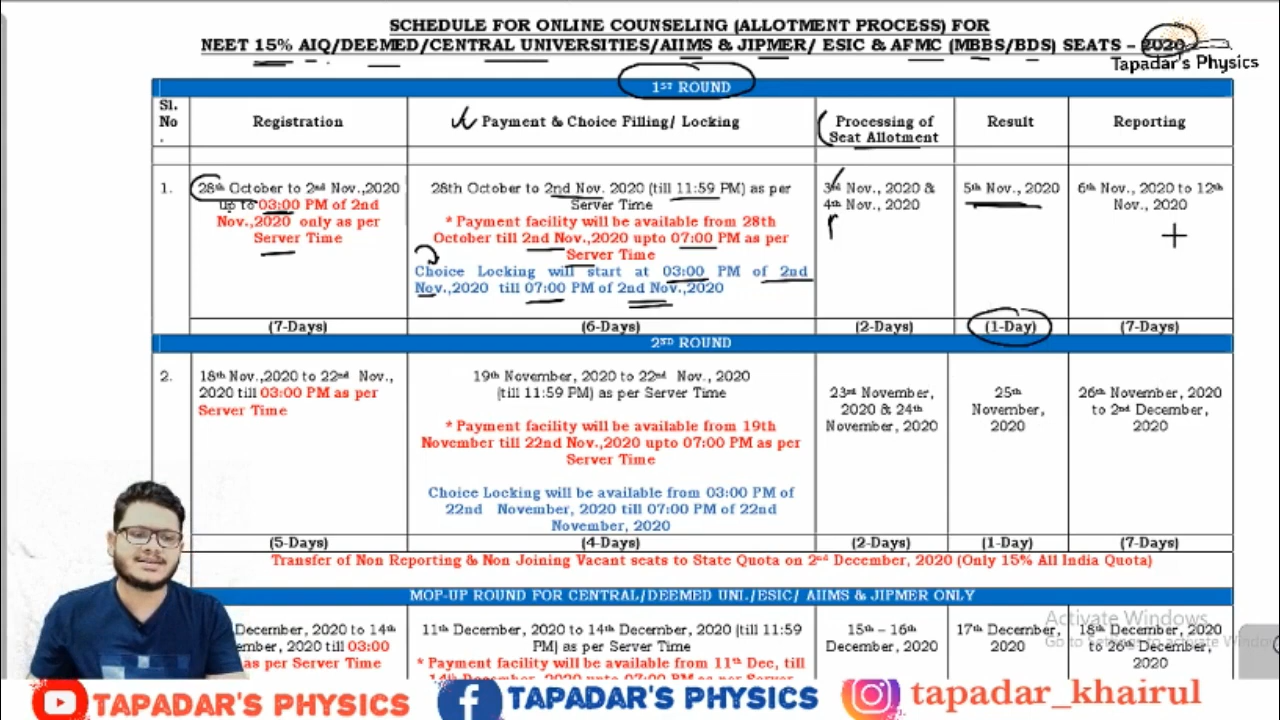 SCHEDULE FOR ONLINE COUNSELING (ALLOTMENT PROCESS) FOR
NEET 15% AIQ/DEEMED/CENTRAL UNIVERSITIES/AIIMS & JIPMER/ ESIC & AFMC (MBBS/BDS) SEATS – 2020
Tapadar's Physics
1ST ROUND
Sl.
No
.
Registration
Payment & Choice Filling/ Locking
Processing of
Seat Allotment
Result
Reporting
1.
28th October to 2nd Nov.,2020
up to 03:00 PM of 2nd
Nov.,2020 only as per
Server Time
28th October to 2nd Nov. 2020 (till 11:59 PM) as per
Server Time
* Payment facility will be available from 28th
October till 2nd Nov.,2020 upto 07:00 PM as per
Server Time
Choice Locking will start at 03:00 PM of 2nd
Nov.,2020 till 07:00 PM of 2nd Nov.,2020
3rd Nov., 2020 &
4th Nov., 2020
5th Nov., 2020
6th Nov., 2020 to 12th
Nov., 2020
(7-Days)
(6-Days)
(2-Days)
(1-Day)
(7-Days)
2ND ROUND
2.
18th Nov.,2020 to 22nd Nov.,
2020 till 03:00 PM as per
Server Time
19th November, 2020 to 22nd Nov., 2020
(till 11:59 PM) as per Server Time
* Payment facility will be available from 19th
November till 22nd Nov.,2020 upto 07:00 PM as per
Server Time
Choice Locking will be available from 03:00 PM of
22nd November, 2020 till 07:00 PM of 22nd
November, 2020
23rd November,
2020 & 24th
November, 2020
25th
November,
2020
26th November, 2020
to 2nd December,
2020
(5-Days)
(4-Days)
(2-Days)
(1-Day)
(7-Days)
Transfer of Non Reporting & Non Joining Vacant seats to State Quota on 2nd December, 2020 (Only 15% All India Quota)
MOP-UP ROUND FOR CENTRAL/DEEMED UNI./ESIC/ AIIMS & JIPMER ONLY
December, 2020 to 14th
2020 till 03:00
as per Server Time
11th December, 2020 to 14th December, 2020 (till 11:59
PM) as per Server Time
* Payment facility will be available from 11th Dec, till
15th – 16th
December, 2020
17th December,
2020
18th December, 2020
to 26th December,
2020
Activate Windows
Go to Settings to activate Windows
TAPADAR'S PHYSICS
TAPADAR'S PHYSICS
tapadar_khairul